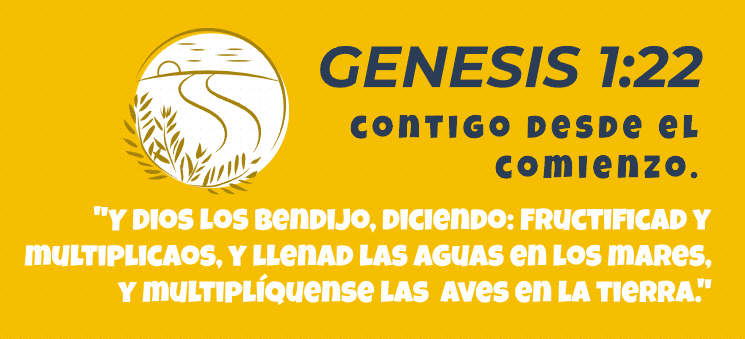 GENESIS 1:22
CONTIGO DESDE EL
COMIENZO.
"Y DIOS LOS BENDIJO, DICIENDO: FRUCTIFICAD Y
MULTIPLICAOS, Y LLENAD LAS AGUAS EN LOS MARES,
Y MULTIPLÍQUENSE LAS AVES EN LA TIERRA."